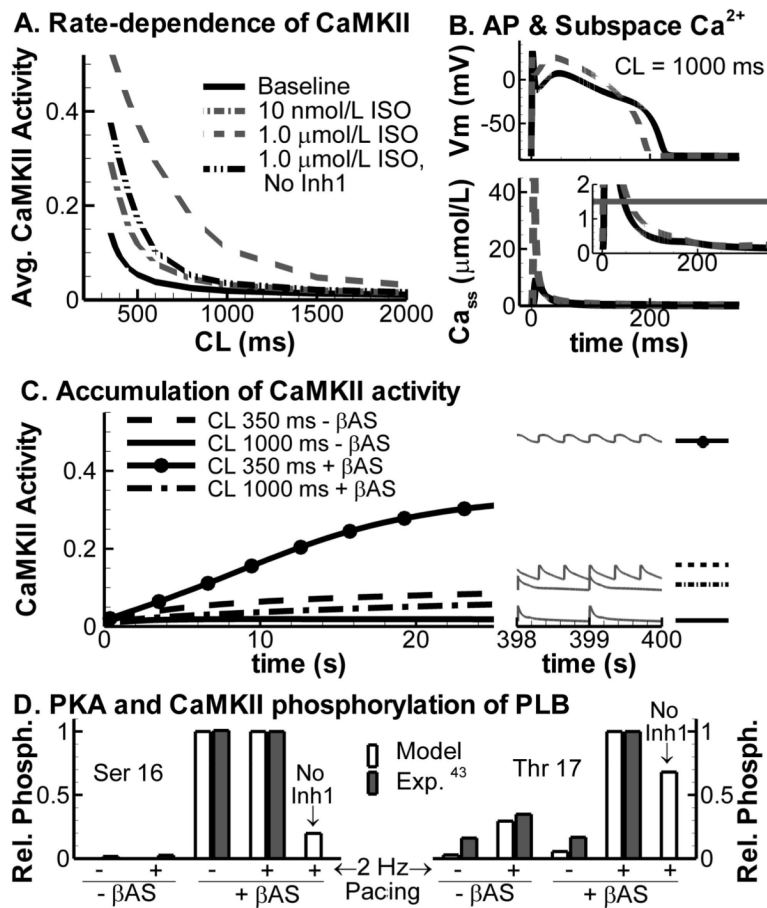 A. Rate-dependence of CaMKII
Avg. CaMKII Activity
0.4
0.2
0
Baseline
10 nmol/L ISO
1.0 μmol/L ISO
1.0 μmol/L ISO,
No Inh1
500 1000 1500 2000
CL (ms)
B. AP & Subspace Ca²⁺
Vm (mV)
0
-50
CL = 1000 ms
Ca_ss (μmol/L)
40
20
0
2
1
0
0 200
0 200
time (ms)
C. Accumulation of CaMKII activity
CaMKII Activity
0.4
0.2
0
CL 350 ms - βAS
CL 1000 ms - βAS
CL 350 ms + βAS
CL 1000 ms + βAS
0 10 20
time (s)
398 399 400
time (s)
D. PKA and CaMKII phosphorylation of PLB
Rel. Phosph.
1
0.5
0
Ser 16
No
Inh1
Model
Exp. ⁴³
Thr 17
No
Inh1
1
0.5
0
Rel. Phosph.
- + - + + ←2 Hz→ - + - + +
- βAS + βAS Pacing - βAS + βAS